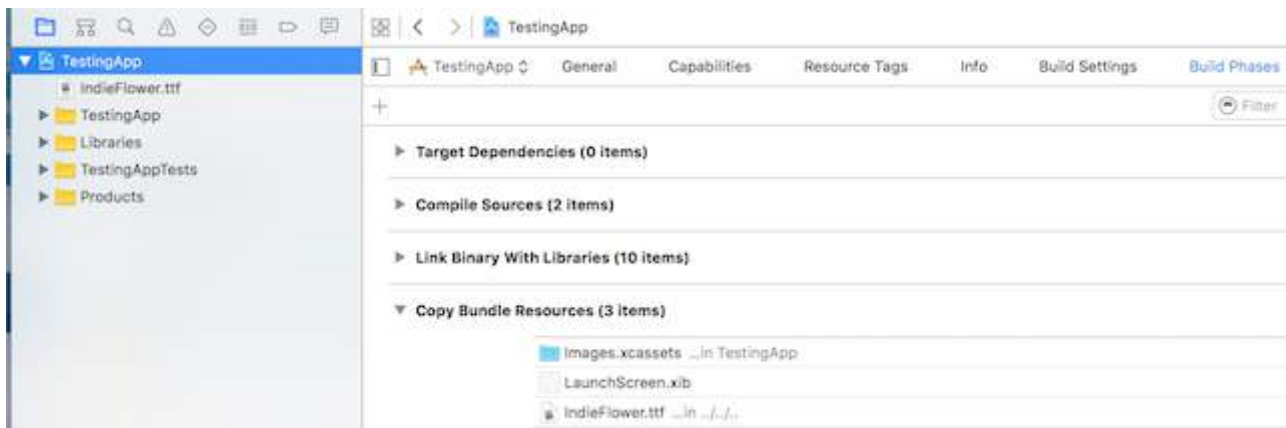 TestingApp
TestingApp
IndieFlower.ttf
TestingApp
Libraries
TestingAppTests
Products
TestingApp General Capabilities Resource Tags Info Build Settings Build Phases
+ Filter
Target Dependencies (0 items)
Compile Sources (2 items)
Link Binary With Libraries (10 items)
Copy Bundle Resources (3 items)
Images.xcassets ...in TestingApp
LaunchScreen.xib
IndieFlower.ttf ...in ../../..